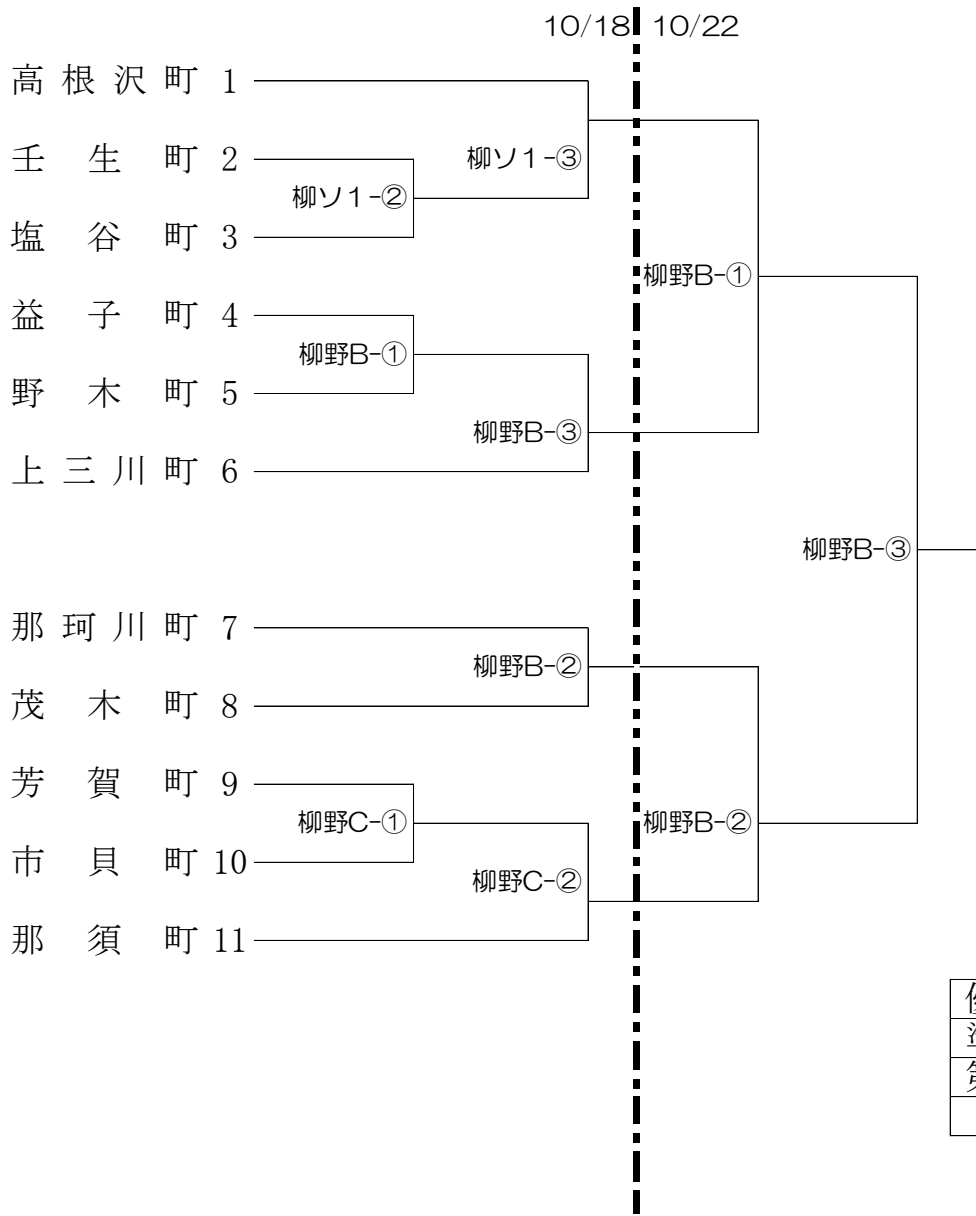 10/18 10/22
高根沢町 1
壬生町 2
柳ソ1-③
柳ソ1-②
塩谷町 3
柳野B-①
益子町 4
柳野B-①
野木町 5
柳野B-③
上三川町 6
柳野B-③
那珂川町 7
柳野B-②
茂木町 8
芳賀町 9
柳野C-①
柳野B-②
市貝町 10
柳野C-②
那須町 11